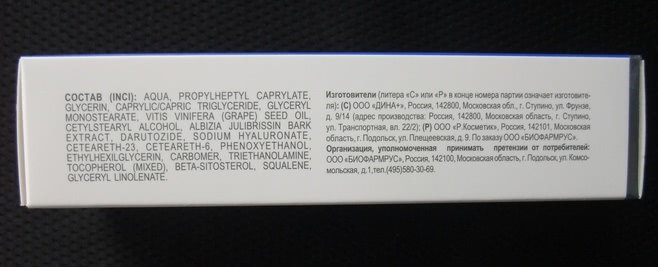 СОСТАВ (INCI): AQUA, PROPYLHEPTYL CAPRYLATE,
GLYCERIN, CAPRYLIC/CAPRIC TRIGLYCERIDE, GLYCERYL
MONOSTEARATE, VITIS VINIFERA (GRAPE) SEED OIL,
CETYLSTEARYL ALCOHOL, ALBIZIA JULIBRISSIN BARK
EXTRACT, DARUTOZIDE, SODIUM HYALURONATE,
CETEARETH-23, CETEARETH-6, PHENOXYETHANOL,
ETHYLHEXILGLYCERIN, CARBOMER, TRIETHANOLAMINE,
TOCOPHEROL (MIXED), BETA-SITOSTEROL, SQUALENE,
GLYCERYL LINOLENATE.
Изготовители (литера «С» или «Р» в конце номера партии означает изготовите-
ля): (С) ООО «ДИНА+», Россия, 142800, Московская обл., г. Ступино, ул. Фрунзе,
д. 9/14 (адрес производства: Россия, 142800, Московская область, г. Ступино,
ул. Транспортная, вл. 22/2); (Р) ООО «Р.Косметик», Россия, 142101, Московская
область, г. Подольск, ул. Плещеевская, д. 9. По заказу ООО «БИОФАРМРУС».
Организация, уполномоченная принимать претензии от потребителей:
ООО «БИОФАРМРУС», Россия, 142100, Московская область, г. Подольск, ул. Комсо-
мольская, д.1, тел.(495)580-30-69.